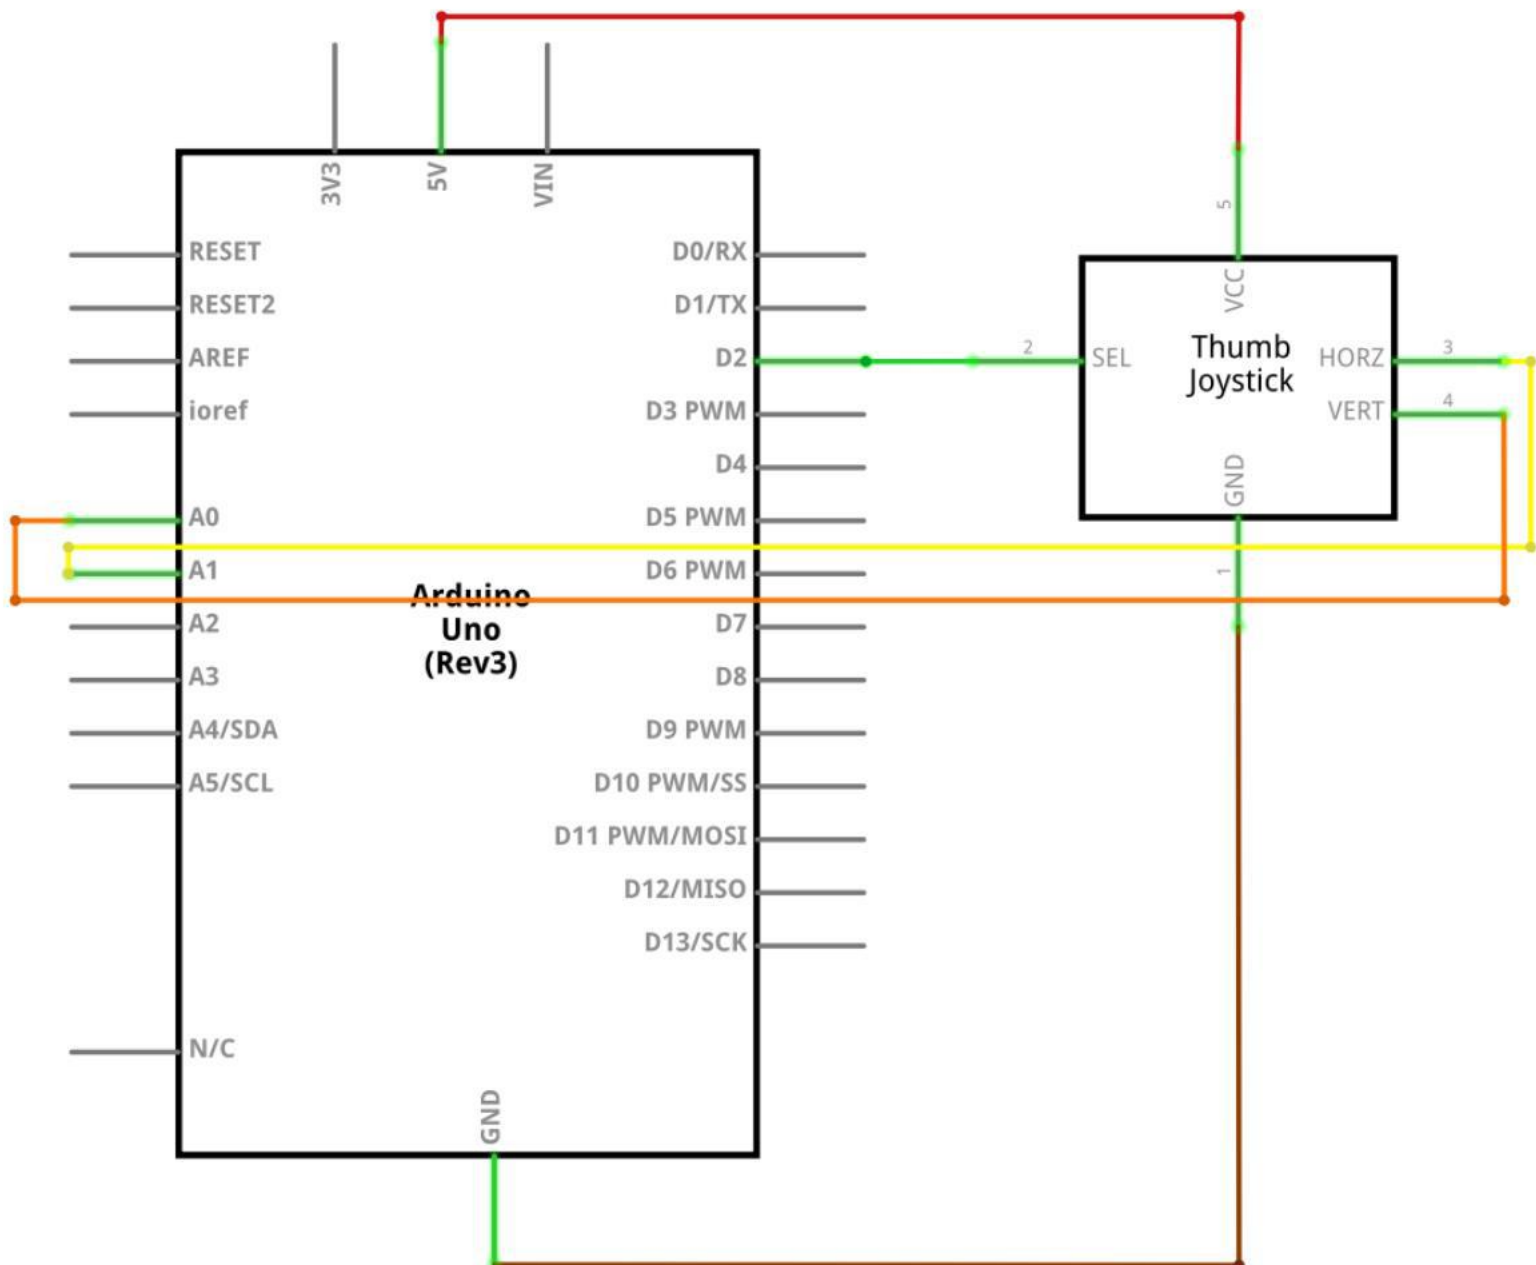 3V3
5V
VIN
RESET
RESET2
AREF
ioref
A0
A1
A2
A3
A4/SDA
A5/SCL
N/C
D0/RX
D1/TX
D2
D3 PWM
D4
D5 PWM
D6 PWM
D7
D8
D9 PWM
D10 PWM/SS
D11 PWM/MOSI
D12/MISO
D13/SCK
GND
Arduino
Uno
(Rev3)
5
VCC
2
SEL
Thumb
Joystick
HORZ
3
VERT
4
GND
1